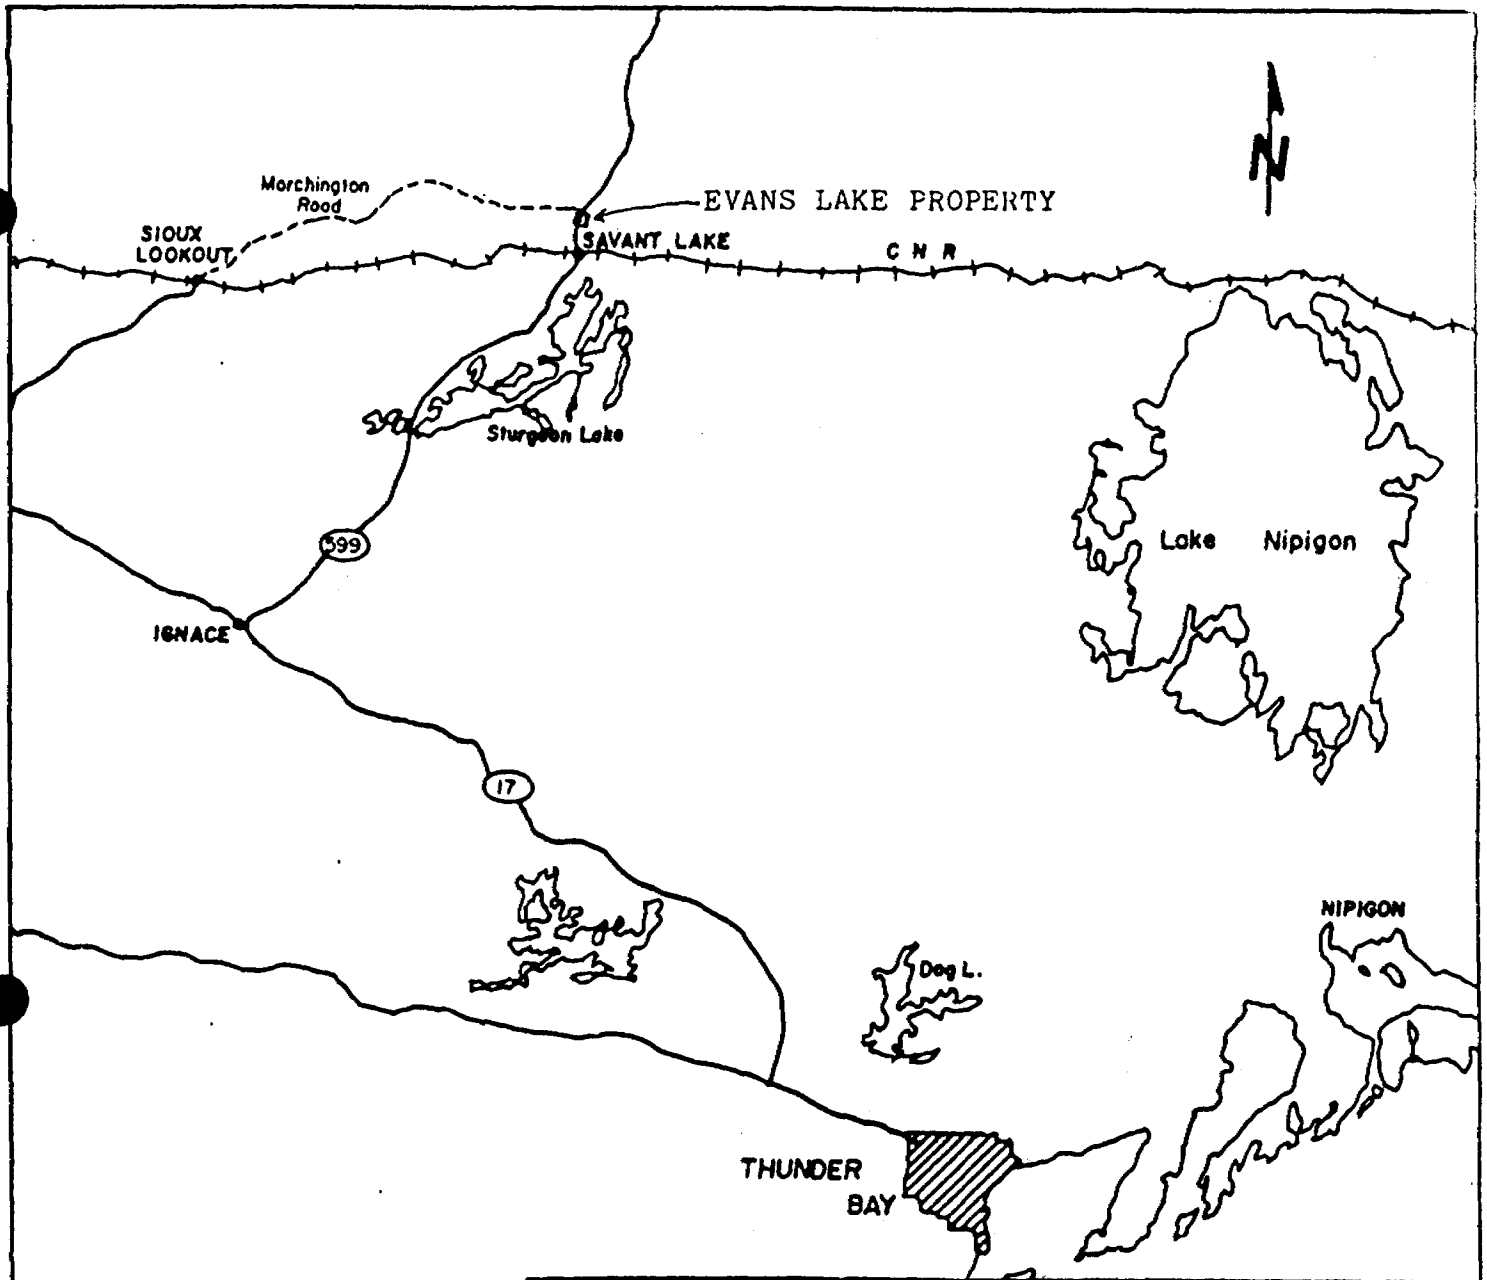 N
Marchington
Road
EVANS LAKE PROPERTY
SIOUX
LOOKOUT
SAVANT LAKE
C N R
Sturgeon Lake
599
Lake Nipigon
IGNACE
17
NIPIGON
Dog L.
THUNDER
BAY